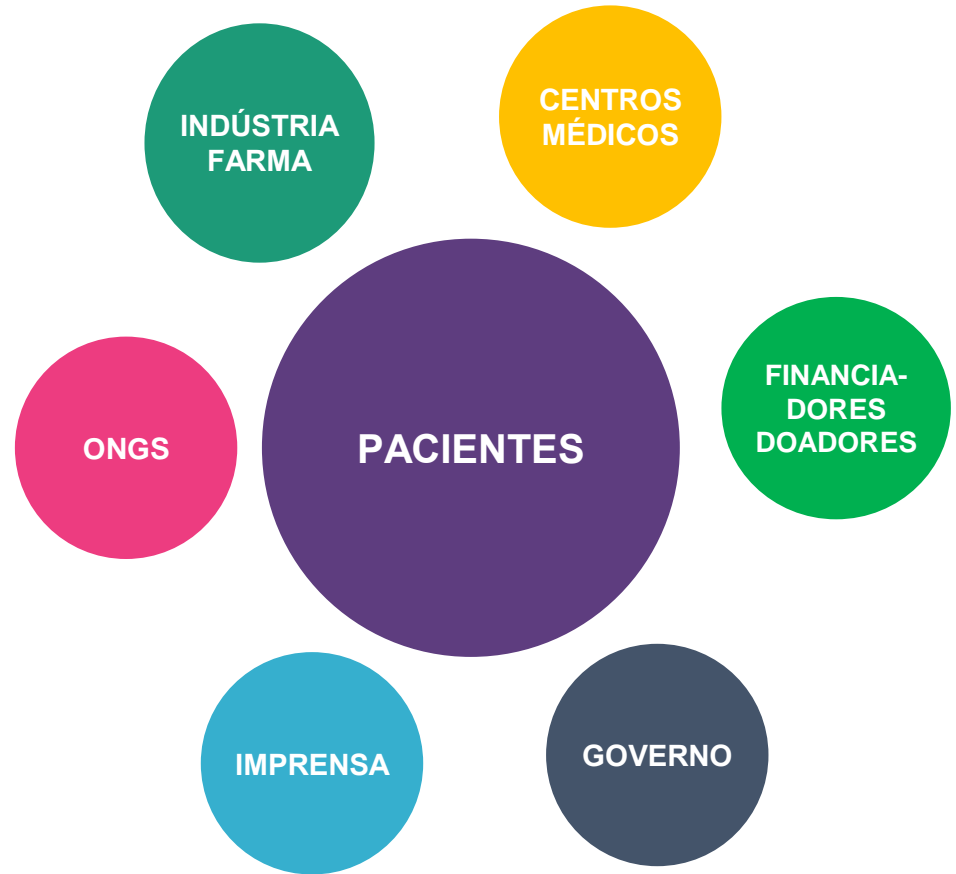 INDÚSTRIA
FARMA
CENTROS
MÉDICOS
FINANCIA-
DORES
DOADORES
ONGS
PACIENTES
IMPRENSA
GOVERNO